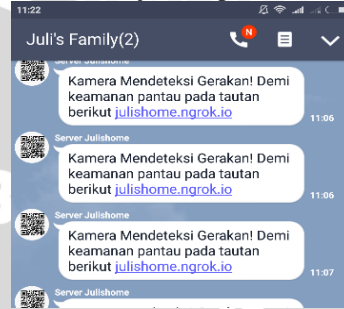 11:22
Juli's Family(2)
N
Server Julishome
Kamera Mendeteksi Gerakan! Demi
keamanan pantau pada tautan
berikut julishome.ngrok.io
11:06
Server Julishome
Kamera Mendeteksi Gerakan! Demi
keamanan pantau pada tautan
berikut julishome.ngrok.io
11:06
Server Julishome
Kamera Mendeteksi Gerakan! Demi
keamanan pantau pada tautan
berikut julishome.ngrok.io
11:07
Server Julishome